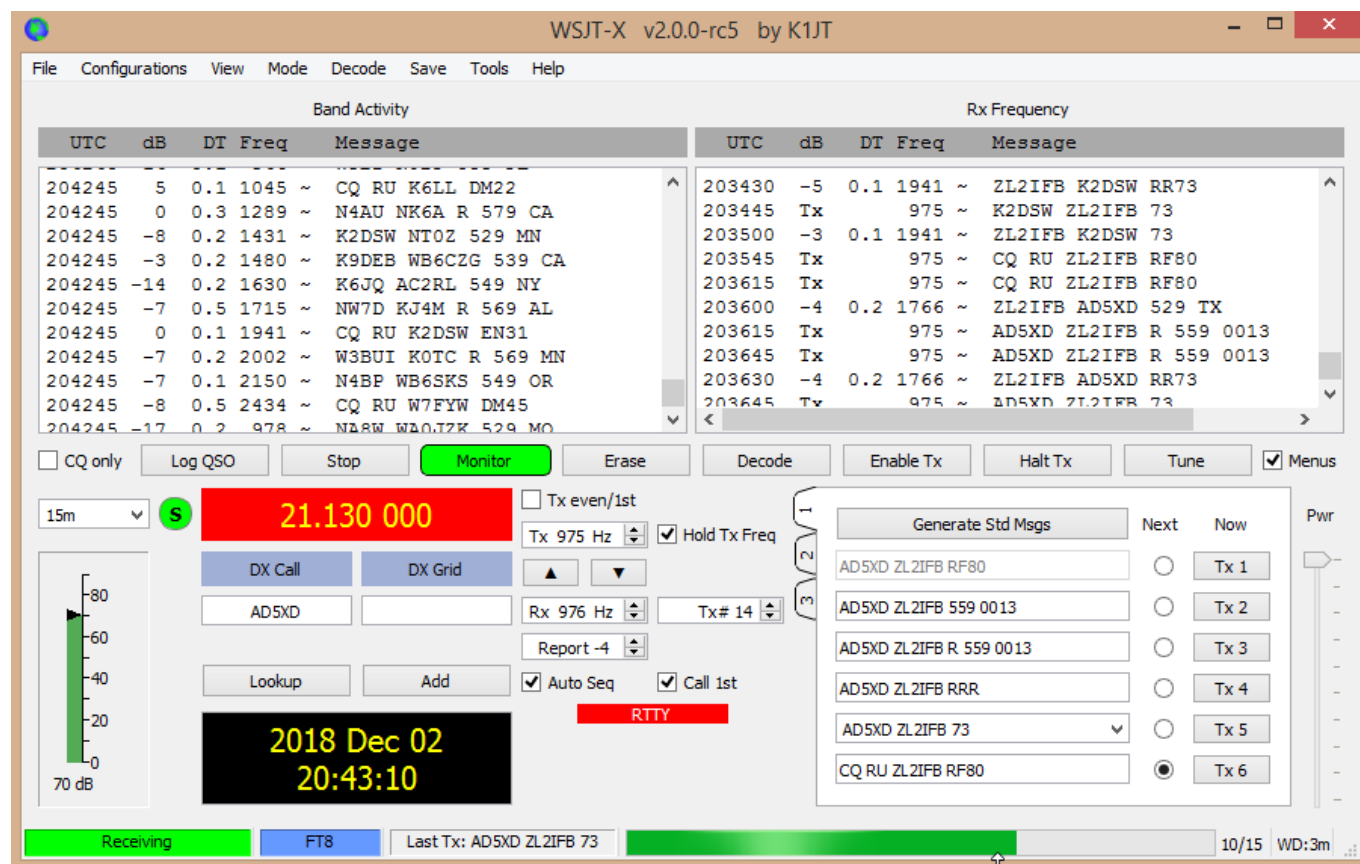 WSJT-X v2.0.0-rc5 by K1JT
File Configurations View Mode Decode Save Tools Help
Band Activity
UTC dB DT Freq Message
204245 5 0.1 1045 ~ CQ RU K6LL DM22
204245 0 0.3 1289 ~ N4AU NK6A R 579 CA
204245 -8 0.2 1431 ~ K2DSW NT0Z 529 MN
204245 -3 0.2 1480 ~ K9DEB WB6CZG 539 CA
204245 -14 0.2 1630 ~ K6JQ AC2RL 549 NY
204245 -7 0.5 1715 ~ NW7D KJ4M R 569 AL
204245 0 0.1 1941 ~ CQ RU K2DSW EN31
204245 -7 0.2 2002 ~ W3BUI K0TC R 569 MN
204245 -7 0.1 2150 ~ N4BP WB6SKS 549 OR
204245 -8 0.5 2434 ~ CQ RU W7FYW DM45
204245 -17 0.2 978 ~ NA8W WA0JZK 529 MO
Rx Frequency
UTC dB DT Freq Message
203430 -5 0.1 1941 ~ ZL2IFB K2DSW RR73
203445 Tx 975 ~ K2DSW ZL2IFB 73
203500 -3 0.1 1941 ~ ZL2IFB K2DSW 73
203545 Tx 975 ~ CQ RU ZL2IFB RF80
203615 Tx 975 ~ CQ RU ZL2IFB RF80
203600 -4 0.2 1766 ~ ZL2IFB AD5XD 529 TX
203615 Tx 975 ~ AD5XD ZL2IFB R 559 0013
203645 Tx 975 ~ AD5XD ZL2IFB R 559 0013
203630 -4 0.2 1766 ~ ZL2IFB AD5XD RR73
203645 Tx 975 ~ AD5XD ZL2IFB 73
CQ only Log QSO Stop Monitor Erase Decode Enable Tx Halt Tx Tune Menus
15m S 21.130 000
Tx even/1st
Tx 975 Hz Hold Tx Freq
DX Call DX Grid
AD5XD
Rx 976 Hz Tx# 14
Report -4
Lookup Add
Auto Seq Call 1st
RTTY
2018 Dec 02
20:43:10
-80
-60
-40
-20
0
70 dB
1
2
3
Generate Std Msgs Next Now Pwr
AD5XD ZL2IFB RF80 Tx 1
AD5XD ZL2IFB 559 0013 Tx 2
AD5XD ZL2IFB R 559 0013 Tx 3
AD5XD ZL2IFB RRR Tx 4
AD5XD ZL2IFB 73 Tx 5
CQ RU ZL2IFB RF80 Tx 6
Receiving FT8 Last Tx: AD5XD ZL2IFB 73 10/15 WD:3m